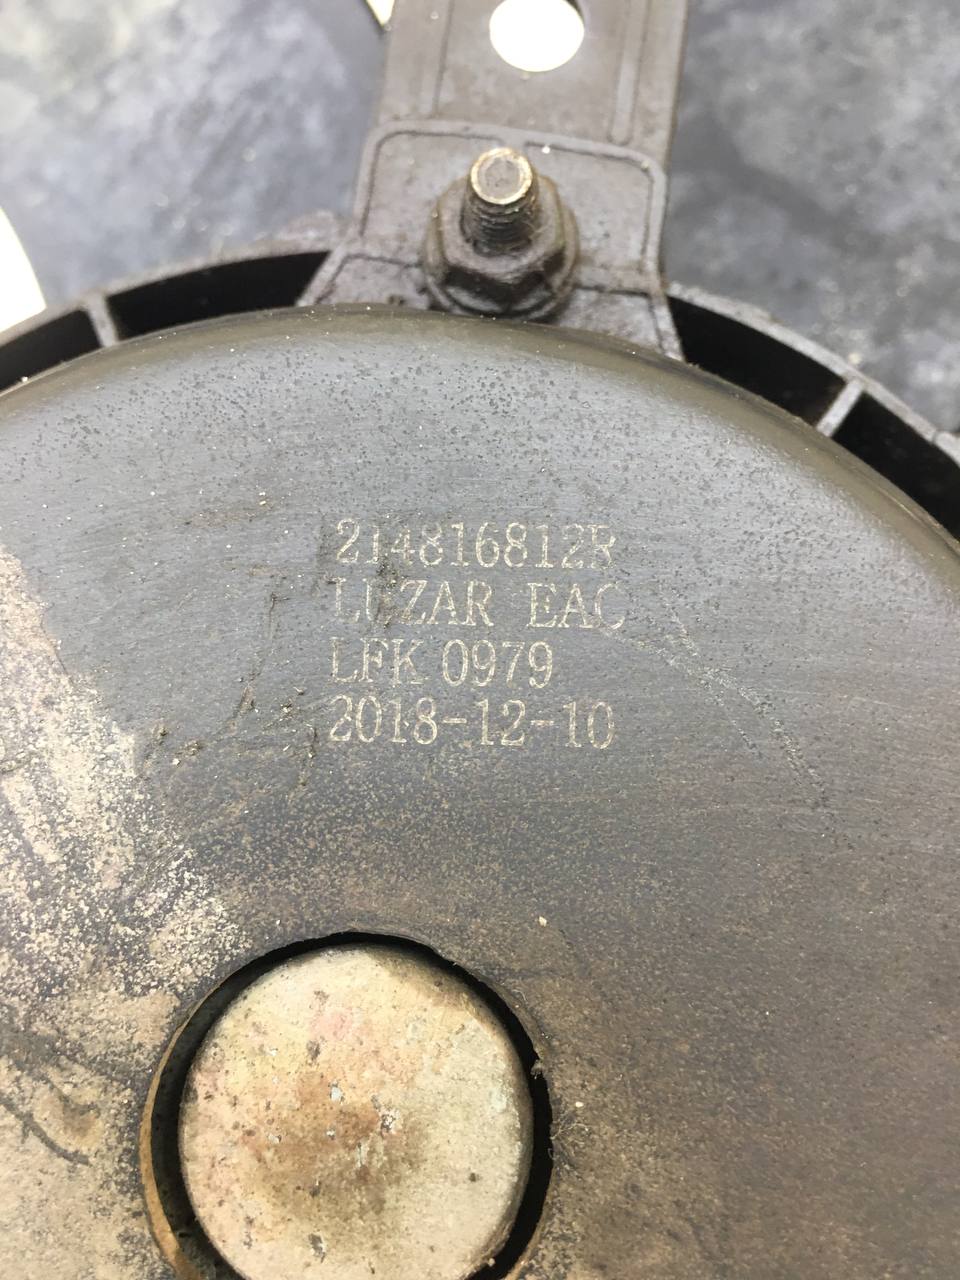 214816812R
LUZAR EAC
LFK 0979
2018-12-10